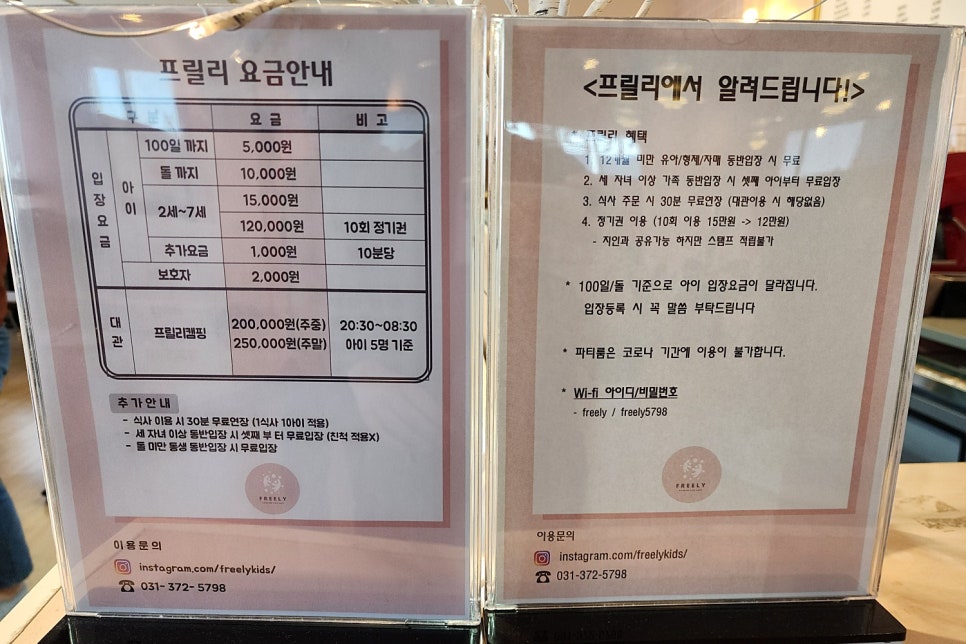 프릴리 요금안내
구분 요금 비고
입장요금 아이 100일 까지 5,000원
돌 까지 10,000원
2세~7세 15,000원
120,000원 10회 정기권
추가요금 1,000원 10분당
보호자 2,000원
대관 프릴리캠핑 200,000원(주중) 20:30~08:30
250,000원(주말) 아이 5명 기준
추가안내
- 식사 이용 시 30분 무료연장 (1식사 1아이 적용)
- 세 자녀 이상 동반입장 시 셋째 부 터 무료입장 (친척 적용X)
- 돌 미만 동생 동반입장 시 무료입장
FREELY
이용문의
instagram.com/freelykids/
031- 372- 5798
<프릴리에서 알려드립니다!>
* 프릴리 혜택
1. 12개월 미만 유아/형제/자매 동반입장 시 무료
2. 세 자녀 이상 가족 동반입장 시 셋째 아이부터 무료입장
3. 식사 주문 시 30분 무료연장 (대관이용 시 해당없음)
4. 정기권 이용 (10회 이용 15만원 -> 12만원)
- 지인과 공유가능 하지만 스탬프 적립불가
* 100일/돌 기준으로 아이 입장요금이 달라집니다.
입장등록 시 꼭 말씀 부탁드립니다
* 파티룸은 코로나 기간에 이용이 불가합니다.
* Wi-fi 아이디/비밀번호
- freely / freely5798
FREELY
이용문의
instagram.com/freelykids/
031-372-5798